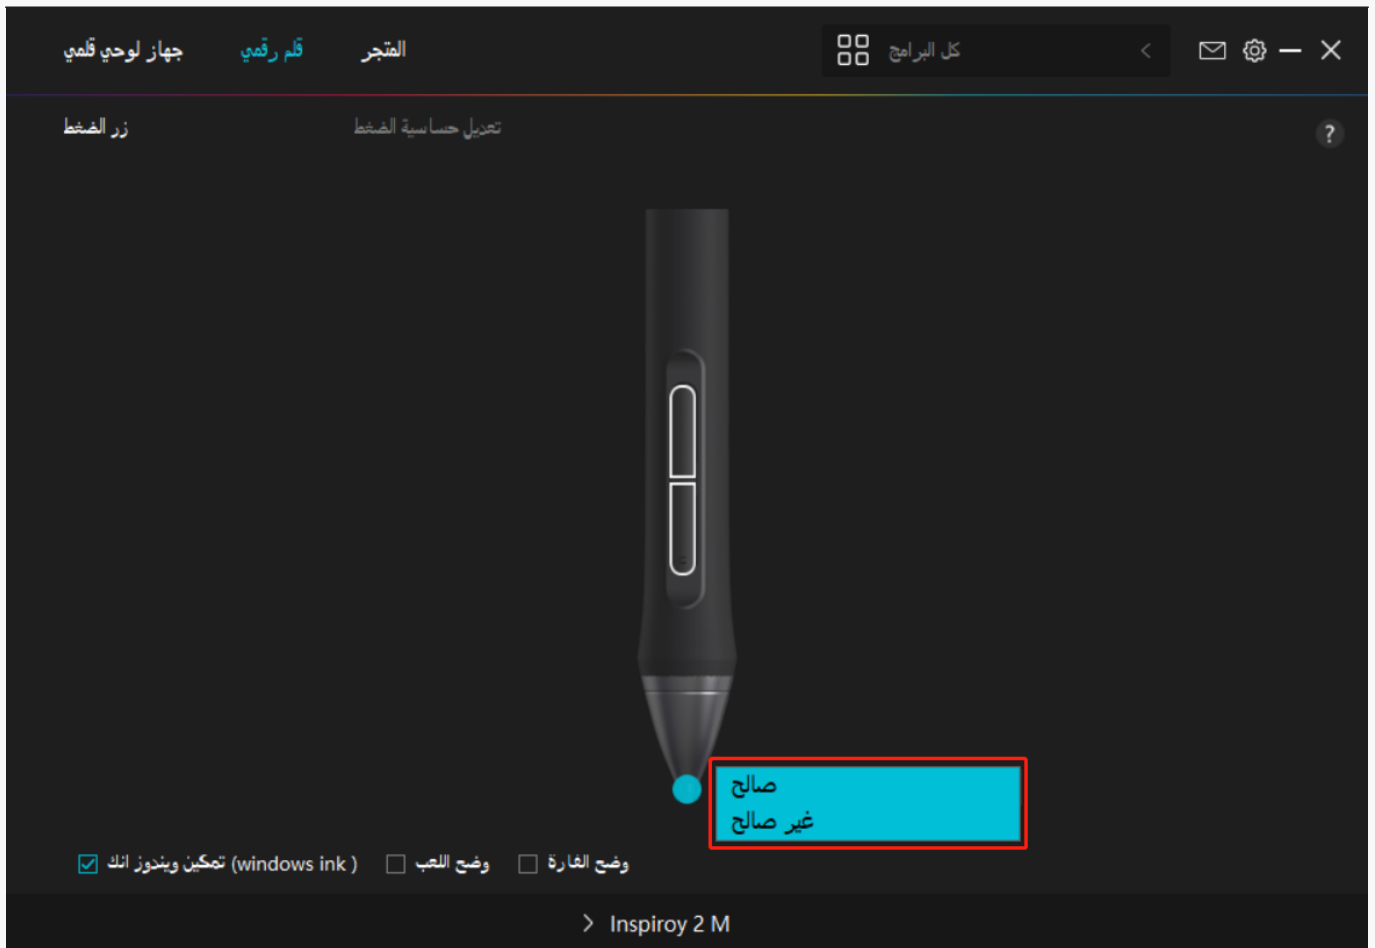 جهاز لوحي قلمي
قلم رقمي
المتجر
كل البرامج
زر الضغط
تعديل حساسية الضغط
?
صالح
غير صالح
تمكين ويندوز انك (windows ink )
وضع اللعب
وضع الفارة
Inspiroy 2 M